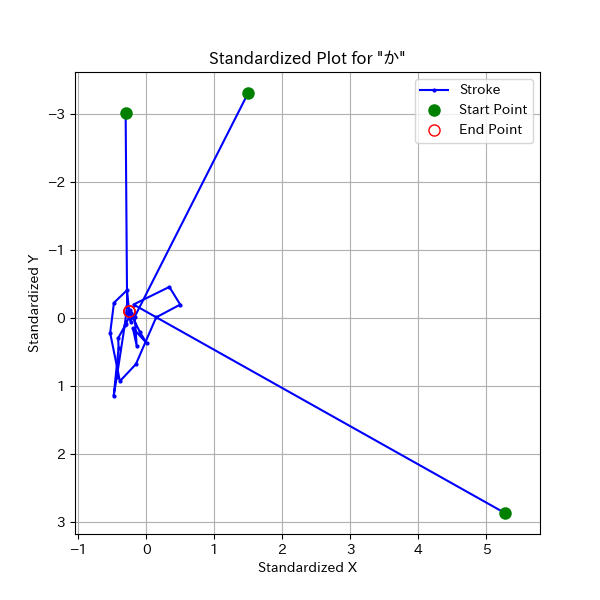 Standardized Plot for "か"
Stroke
Start Point
End Point
−3
−2
−1
0
1
2
3
Standardized Y
−1 0 1 2 3 4 5
Standardized X